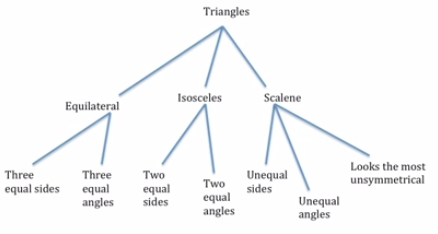 Triangles
Equilateral
Isosceles
Scalene
Three
equal sides
Three
equal
angles
Two
equal
sides
Two
equal
angles
Unequal
sides
Unequal
angles
Looks the most
unsymmetrical